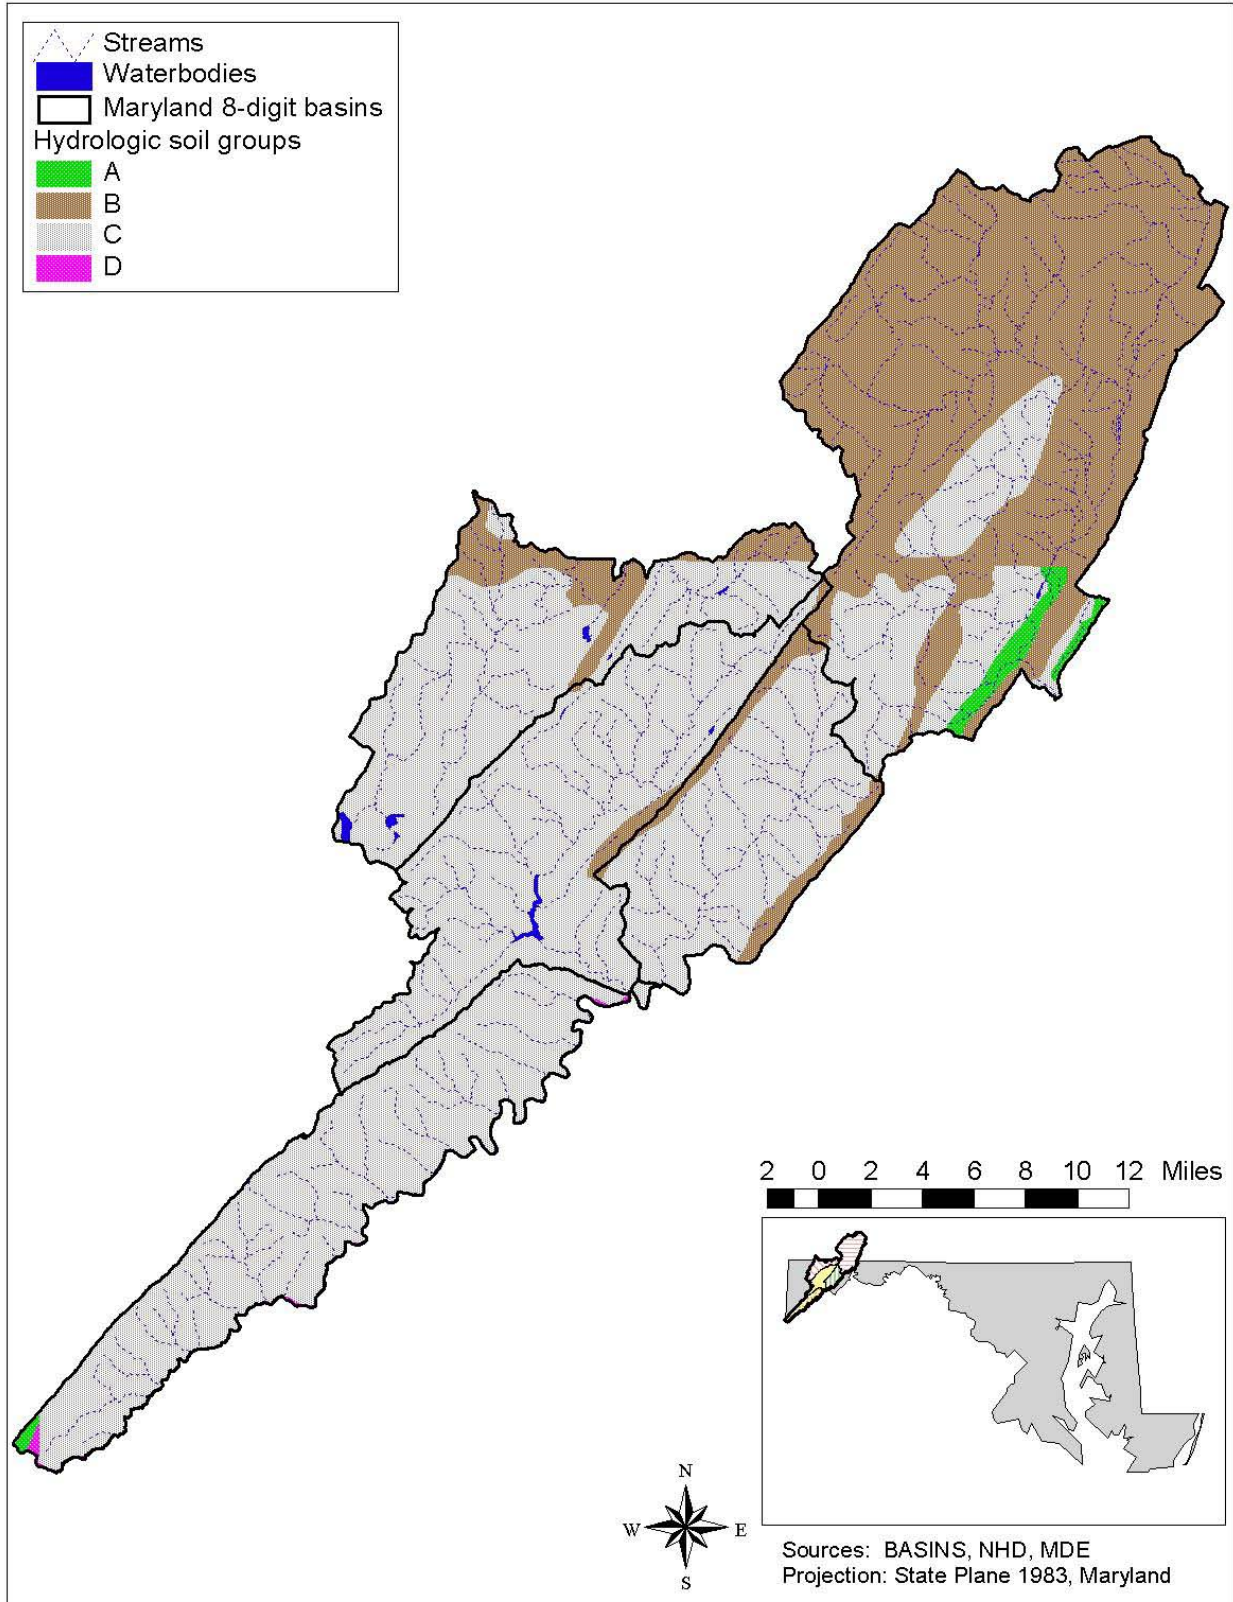 Streams
Waterbodies
Maryland 8-digit basins
Hydrologic soil groups
A
B
C
D
2 0 2 4 6 8 10 12 Miles
N
W E
S
Sources: BASINS, NHD, MDE
Projection: State Plane 1983, Maryland